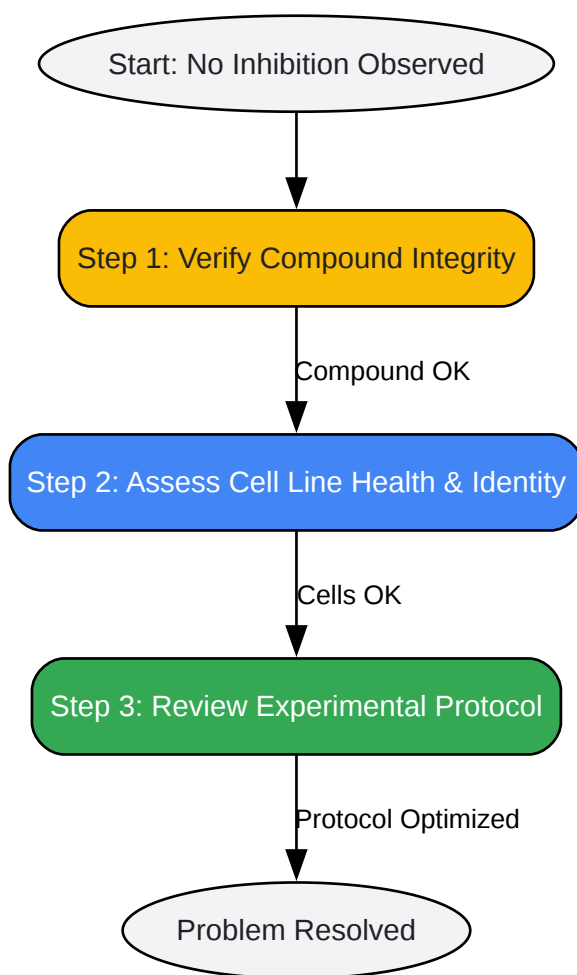 Start: No Inhibition Observed
Step 1: Verify Compound Integrity
Compound OK
Step 2: Assess Cell Line Health & Identity
Cells OK
Step 3: Review Experimental Protocol
Protocol Optimized
Problem Resolved